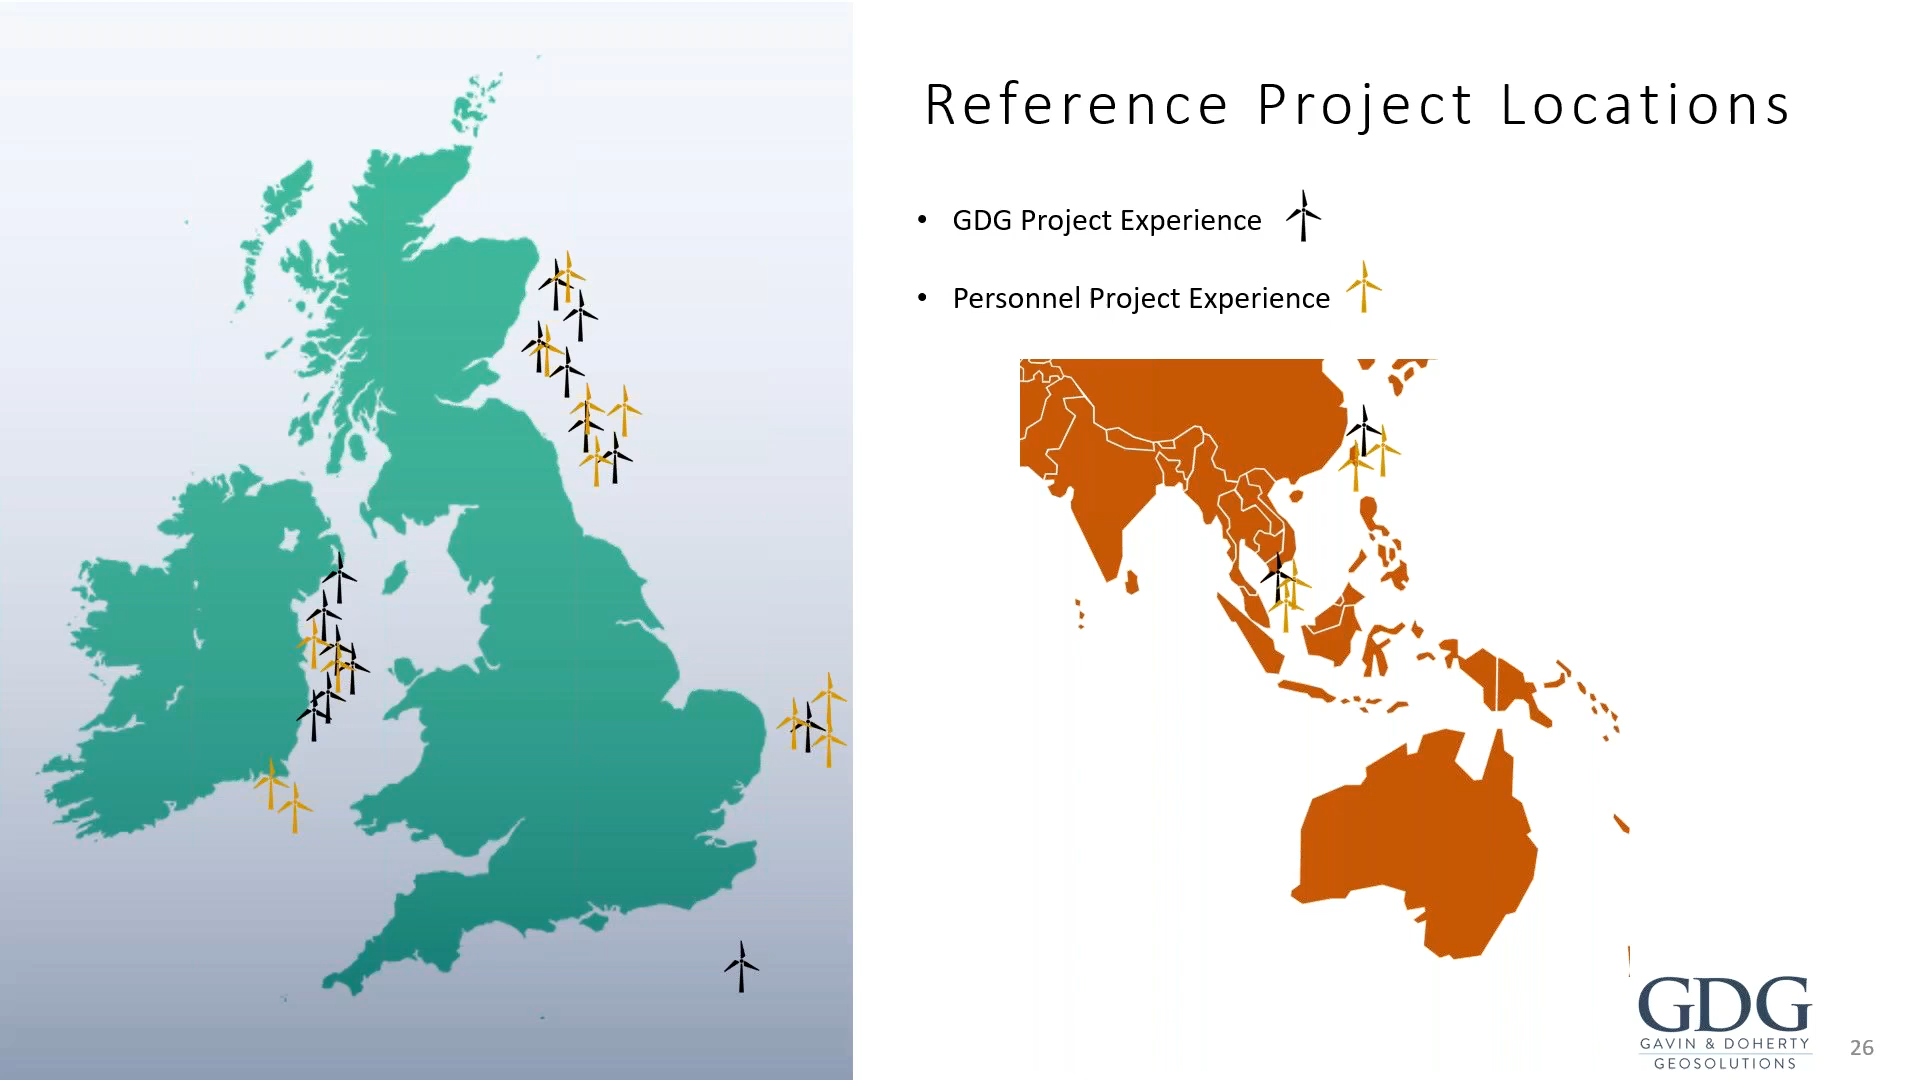 Reference Project Locations
• GDG Project Experience
• Personnel Project Experience
GDG
GAVIN & DOHERTY
GEOSOLUTIONS
26